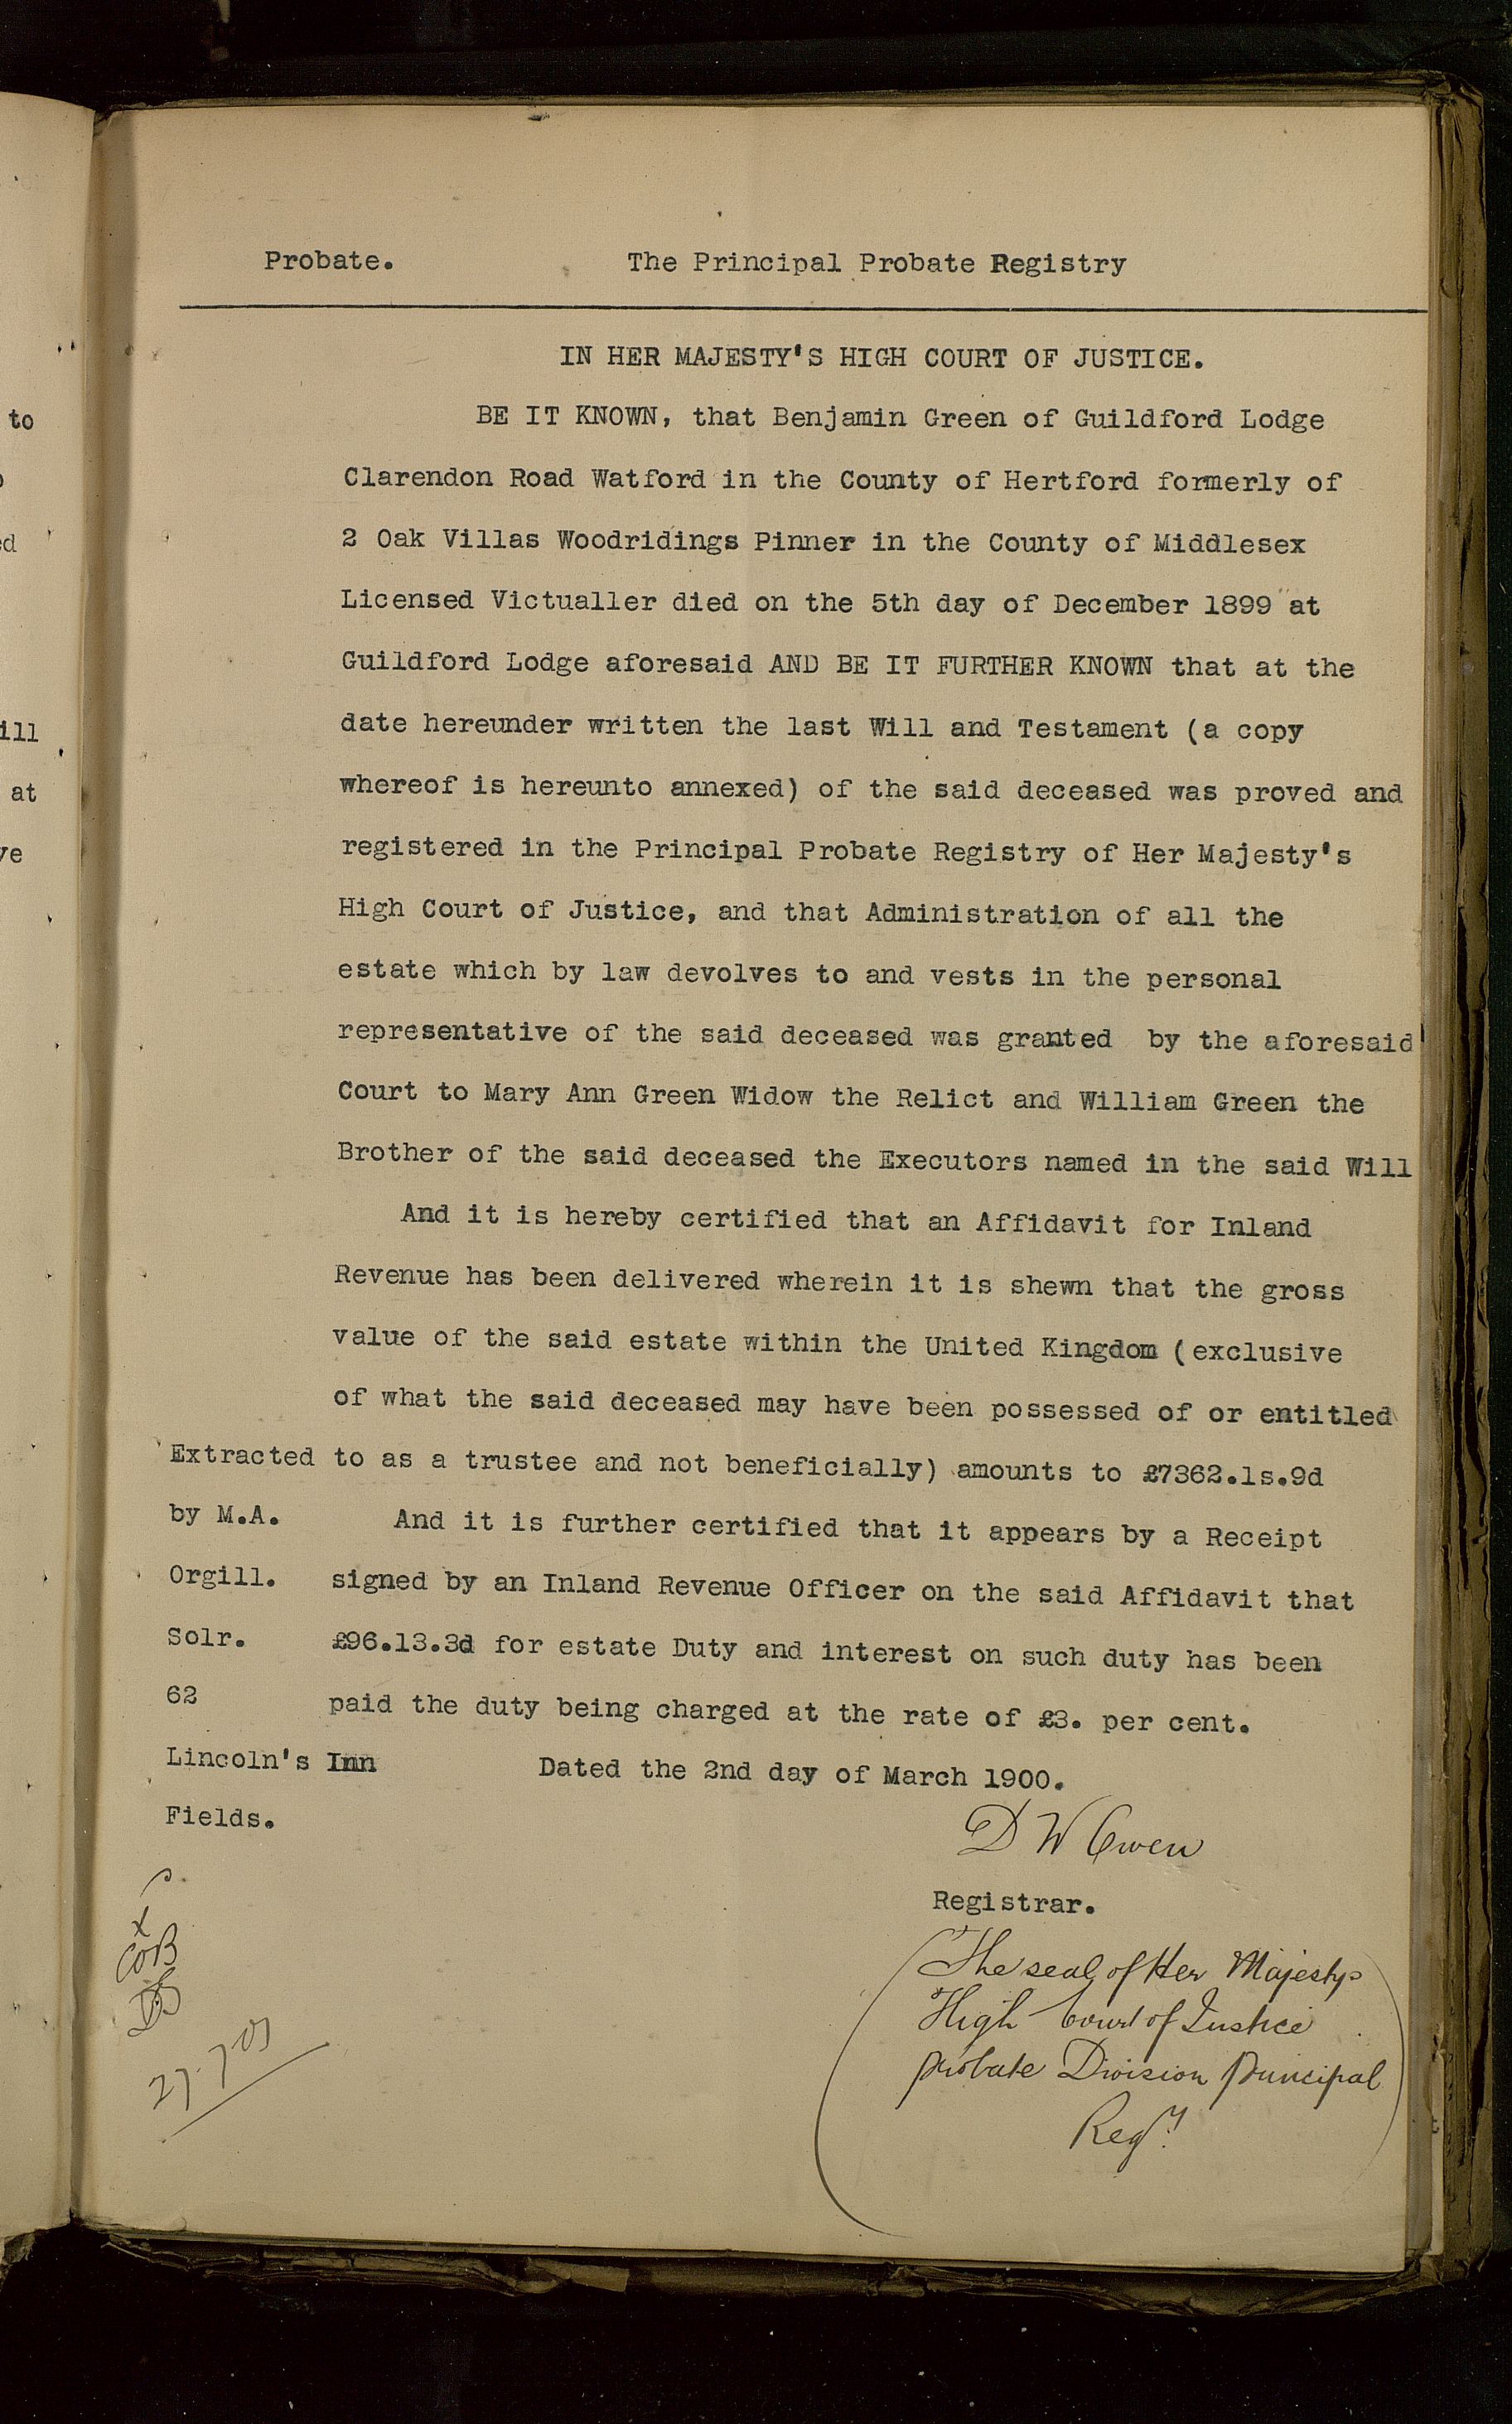 Probate. The Principal Probate Registry
IN HER MAJESTY'S HIGH COURT OF JUSTICE.
BE IT KNOWN, that Benjamin Green of Guildford Lodge
Clarendon Road Watford in the County of Hertford formerly of
2 Oak Villas Woodridings Pinner in the County of Middlesex
Licensed Victualler died on the 5th day of December 1899 at
Guildford Lodge aforesaid AND BE IT FURTHER KNOWN that at the
date hereunder written the last Will and Testament (a copy
whereof is hereunto annexed) of the said deceased was proved and
registered in the Principal Probate Registry of Her Majesty's
High Court of Justice, and that Administration of all the
estate which by law devolves to and vests in the personal
representative of the said deceased was granted by the aforesaid
Court to Mary Ann Green Widow the Relict and William Green the
Brother of the said deceased the Executors named in the said Will
And it is hereby certified that an Affidavit for Inland
Revenue has been delivered wherein it is shewn that the gross
value of the said estate within the United Kingdom (exclusive
of what the said deceased may have been possessed of or entitled
to as a trustee and not beneficially) amounts to £7362.1s.9d
And it is further certified that it appears by a Receipt
signed by an Inland Revenue Officer on the said Affidavit that
£96.13.3d for estate Duty and interest on such duty has been
paid the duty being charged at the rate of £3. per cent.
Dated the 2nd day of March 1900.
Extracted
by M.A.
Orgill.
Solr.
62
Lincoln's Inn
Fields.
D W Owen
Registrar.
(The seal of Her Majestys
High Court of Justice
probate Division Principal
Regy.)
to
ed
ill
at
ve